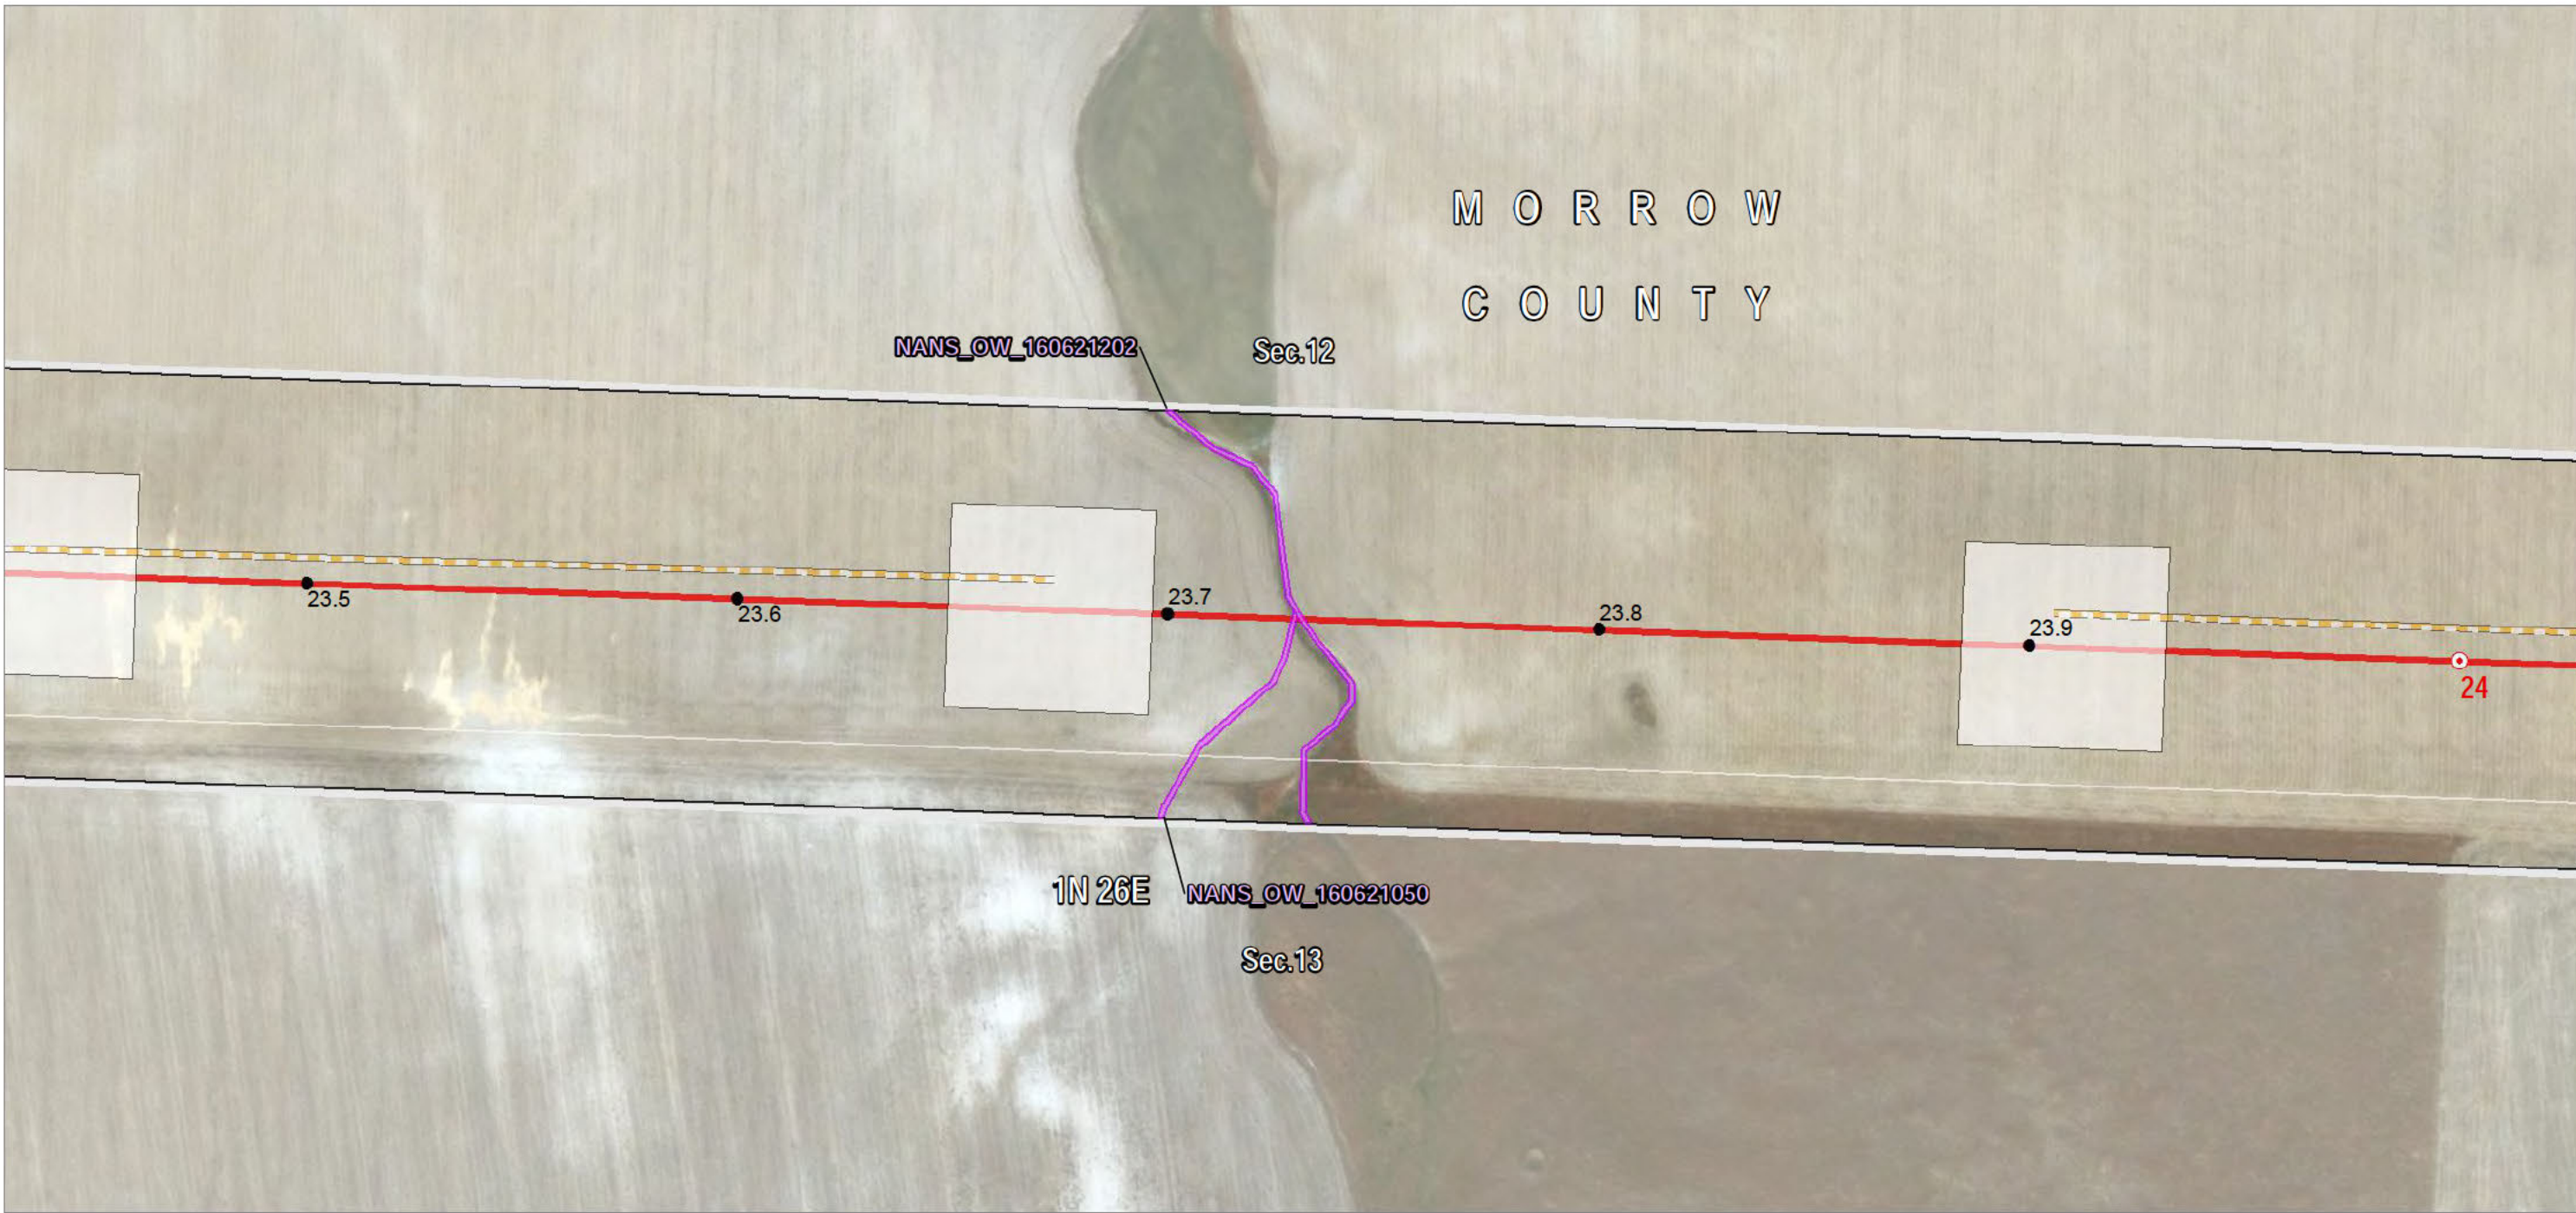 M O R R O W
C O U N T Y
NANS_OW_160621202
Sec.12
23.5
23.6
23.7
23.8
23.9
24
1N 26E
NANS_OW_160621050
Sec.13